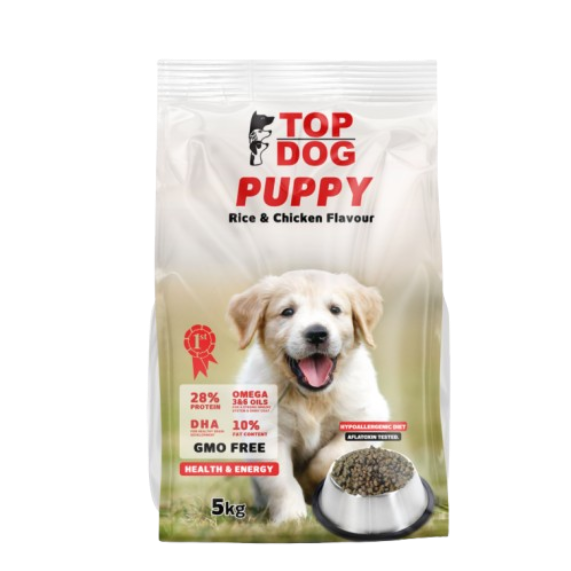 TOP
DOG
PUPPY
Rice & Chicken Flavour
1st
28%
PROTEIN
OMEGA
3&6 OILS
DHA
10%
FAT CONTENT
GMO FREE
HEALTH & ENERGY
HYPOALLERGENIC DIET
AFLATOXIN TESTED.
5kg